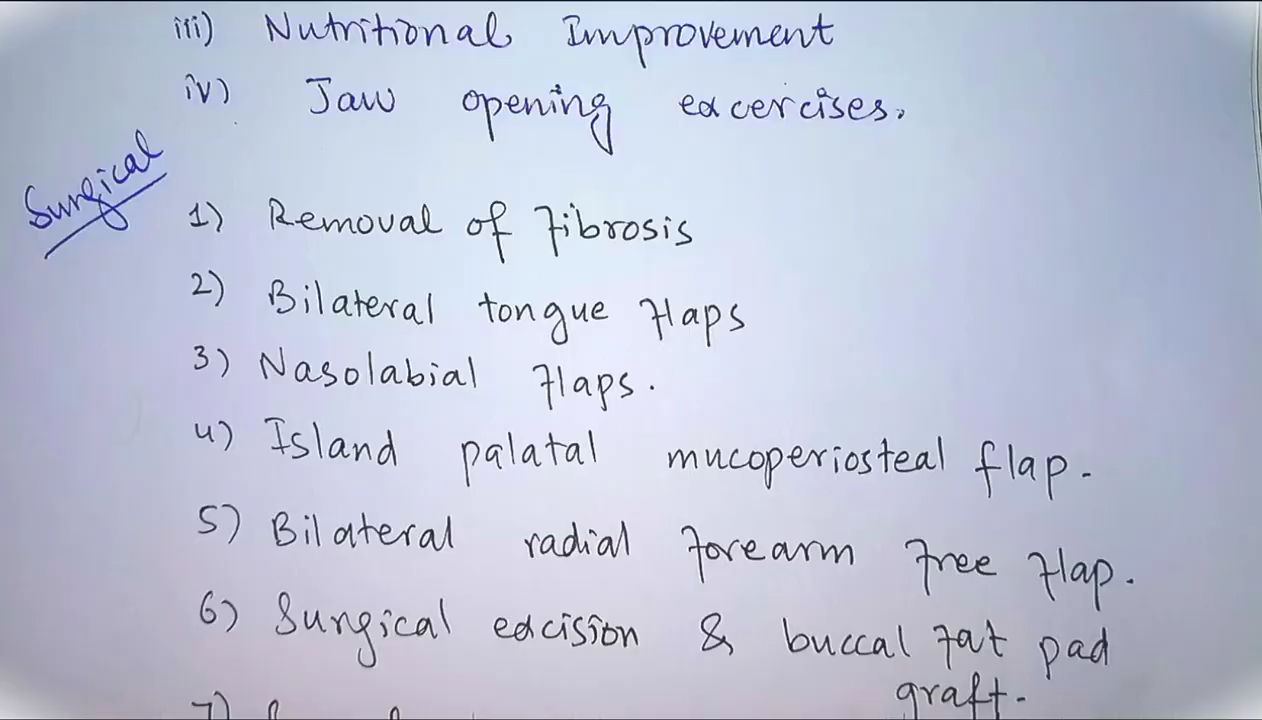 iii) Nutritional Improvement
iv) Jaw opening excercises.
Surgical
1) Removal of fibrosis
2) Bilateral tongue flaps
3) Nasolabial flaps.
4) Island palatal mucoperiosteal flap.
5) Bilateral radial forearm free flap.
6) Surgical excision & buccal fat pad
graft.
7)